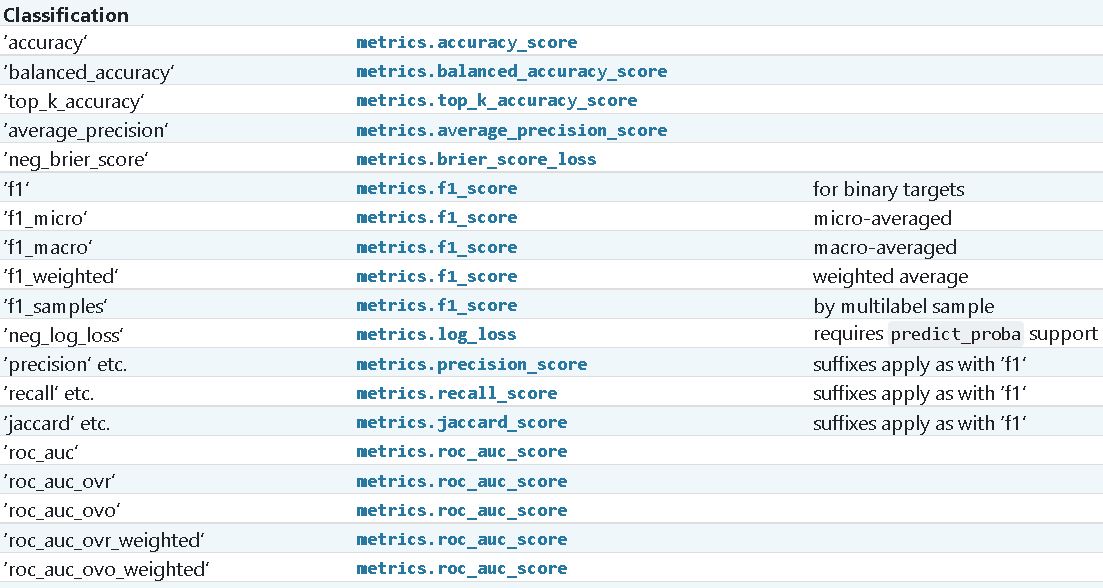 Classification
’accuracy‘ metrics.accuracy_score
’balanced_accuracy‘ metrics.balanced_accuracy_score
’top_k_accuracy‘ metrics.top_k_accuracy_score
’average_precision‘ metrics.average_precision_score
’neg_brier_score‘ metrics.brier_score_loss
’f1‘ metrics.f1_score for binary targets
’f1_micro‘ metrics.f1_score micro-averaged
’f1_macro‘ metrics.f1_score macro-averaged
’f1_weighted‘ metrics.f1_score weighted average
’f1_samples‘ metrics.f1_score by multilabel sample
’neg_log_loss‘ metrics.log_loss requires predict_proba support
’precision‘ etc. metrics.precision_score suffixes apply as with ’f1‘
’recall‘ etc. metrics.recall_score suffixes apply as with ’f1‘
’jaccard‘ etc. metrics.jaccard_score suffixes apply as with ’f1‘
’roc_auc‘ metrics.roc_auc_score
’roc_auc_ovr‘ metrics.roc_auc_score
’roc_auc_ovo‘ metrics.roc_auc_score
’roc_auc_ovr_weighted‘ metrics.roc_auc_score
’roc_auc_ovo_weighted‘ metrics.roc_auc_score